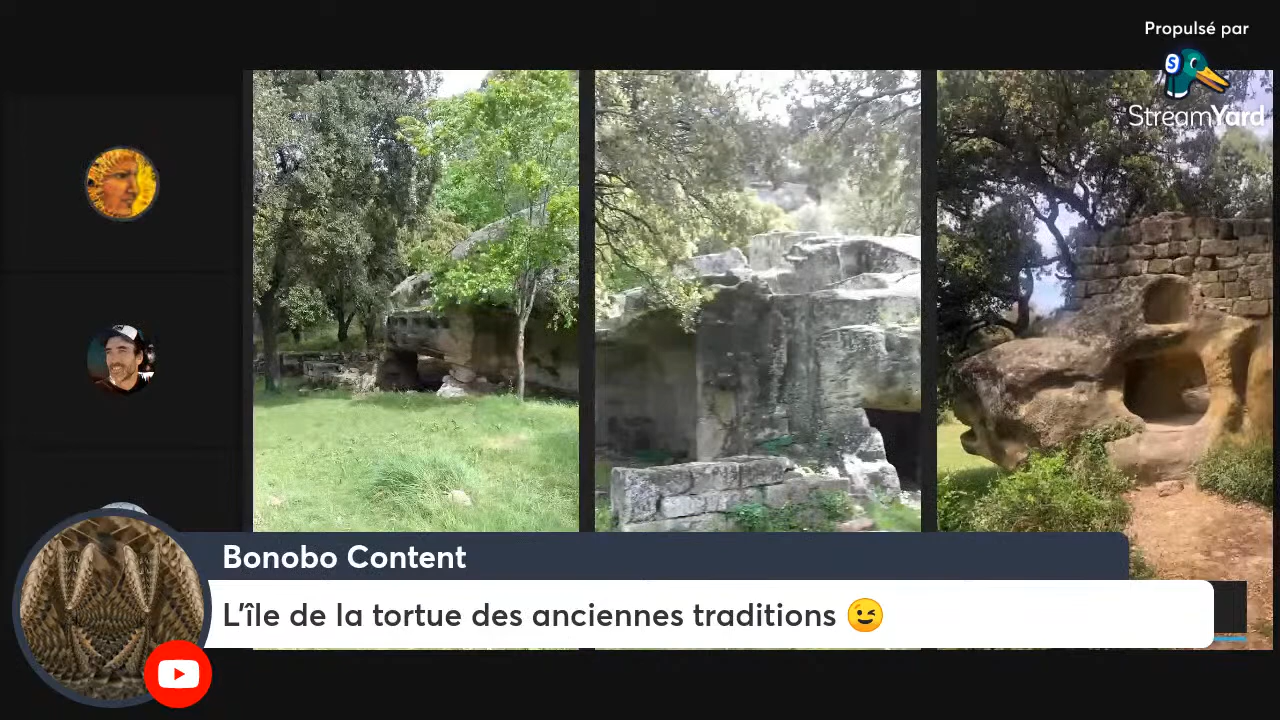 Propulsé par
StreamYard
Bonobo Content
L'île de la tortue des anciennes traditions 😉